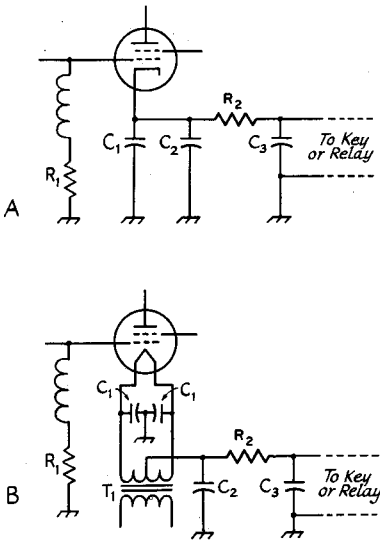 R2
C1
C2
C3
To Key
or Relay
R1
A
C1
C1
R2
R1
T1
C2
C3
To Key
or Relay
B